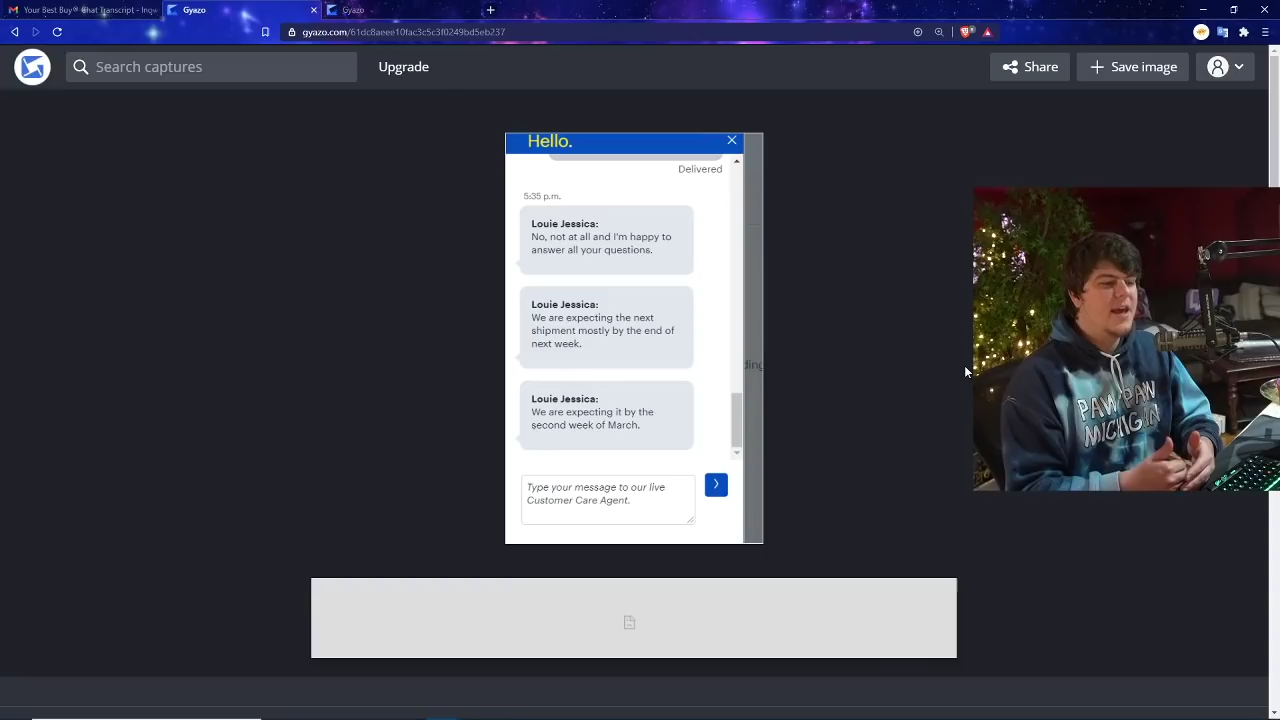 Your Best Buy® Chat Transcript - Inqu
Gyazo
Gyazo
gyazo.com/61dc8aeee10fac3c5c3f0249bd5eb237
Search captures
Upgrade
Share
Save image
Hello.
Delivered
5:35 p.m.
Louie Jessica:
No, not at all and I'm happy to
answer all your questions.
Louie Jessica:
We are expecting the next
shipment mostly by the end of
next week.
Louie Jessica:
We are expecting it by the
second week of March.
Type your message to our live
Customer Care Agent.
PAW PAW
MICHIGAN